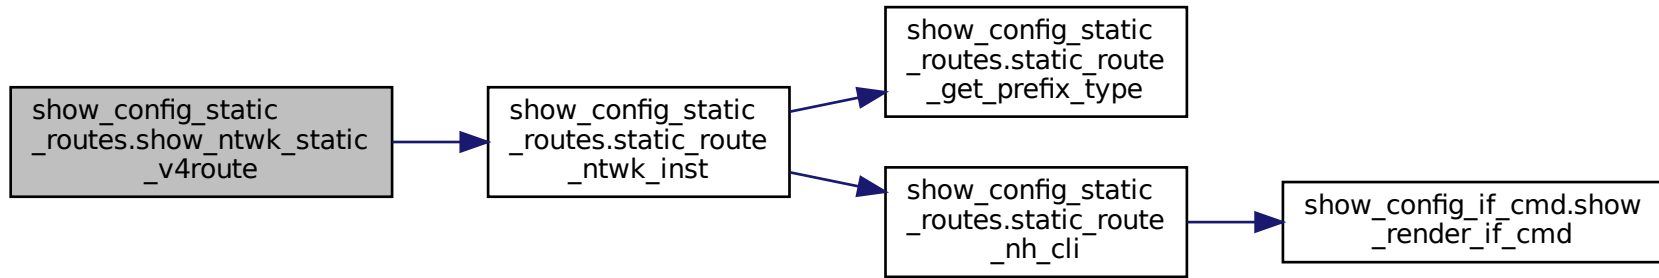 show_config_static
_routes.show_ntwk_static
_v4route
show_config_static
_routes.static_route
_ntwk_inst
show_config_static
_routes.static_route
_get_prefix_type
show_config_static
_routes.static_route
_nh_cli
show_config_if_cmd.show
_render_if_cmd